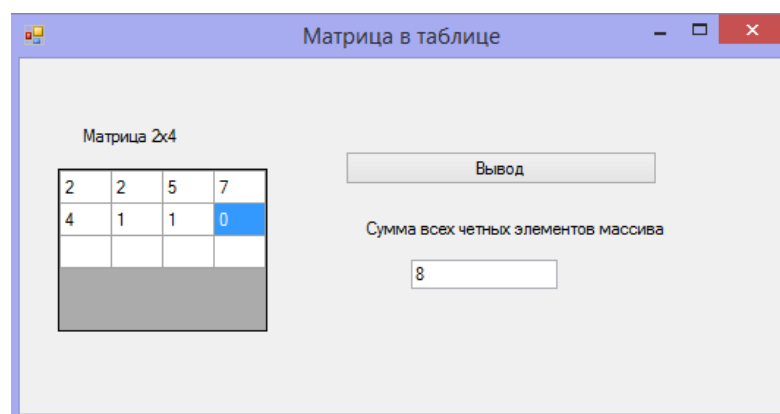 Матрица в таблице
Матрица 2x4
2 2 5 7
4 1 1 0
Вывод
Сумма всех четных элементов массива
8